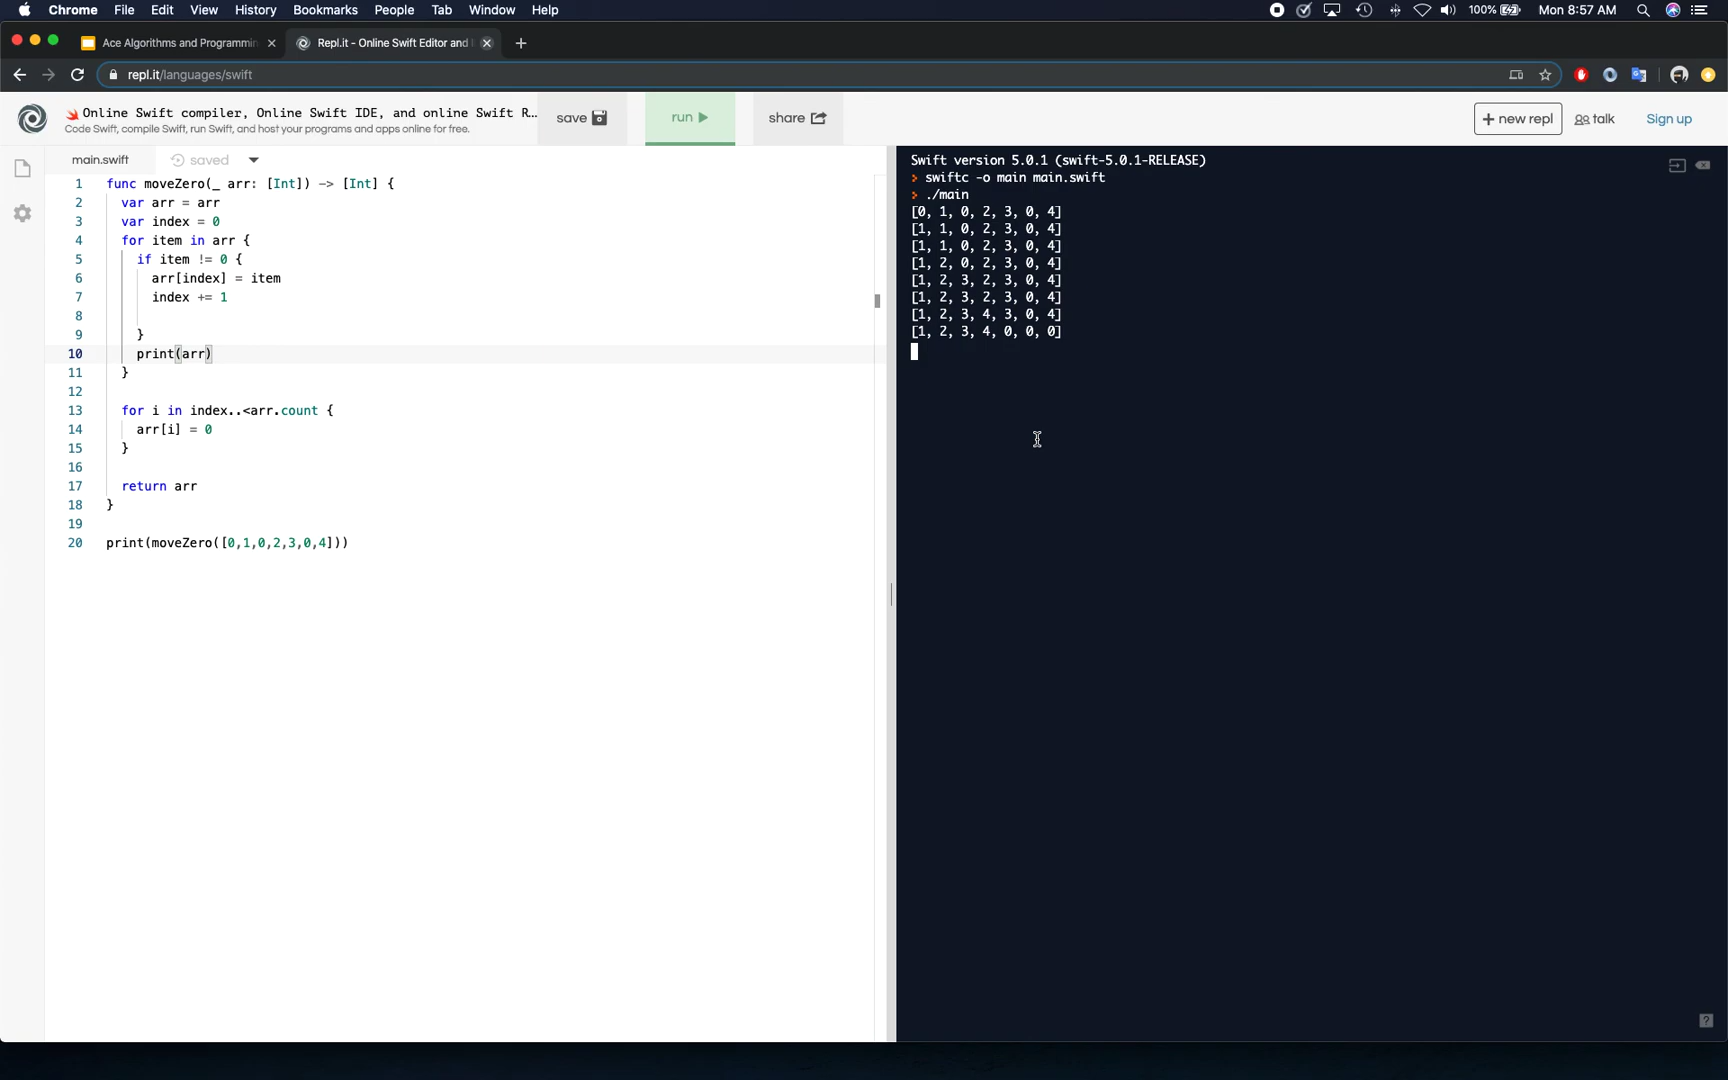 Chrome File Edit View History Bookmarks People Tab Window Help 100% Mon 8:57 AM
Ace Algorithms and Programmin Repl.it - Online Swift Editor and
repl.it/languages/swift
Online Swift compiler, Online Swift IDE, and online Swift R...
Code Swift, compile Swift, run Swift, and host your programs and apps online for free.
save run share + new repl talk Sign up
main.swift saved
1 func moveZero(_ arr: [Int]) -> [Int] {
2 var arr = arr
3 var index = 0
4 for item in arr {
5 if item != 0 {
6 arr[index] = item
7 index += 1
8
9 }
10 print(arr)
11 }
12
13 for i in index..<arr.count {
14 arr[i] = 0
15 }
16
17 return arr
18 }
19
20 print(moveZero([0,1,0,2,3,0,4]))
Swift version 5.0.1 (swift-5.0.1-RELEASE)
> swiftc -o main main.swift
> ./main
[0, 1, 0, 2, 3, 0, 4]
[1, 1, 0, 2, 3, 0, 4]
[1, 1, 0, 2, 3, 0, 4]
[1, 2, 0, 2, 3, 0, 4]
[1, 2, 3, 2, 3, 0, 4]
[1, 2, 3, 2, 3, 0, 4]
[1, 2, 3, 4, 3, 0, 4]
[1, 2, 3, 4, 0, 0, 0]
?